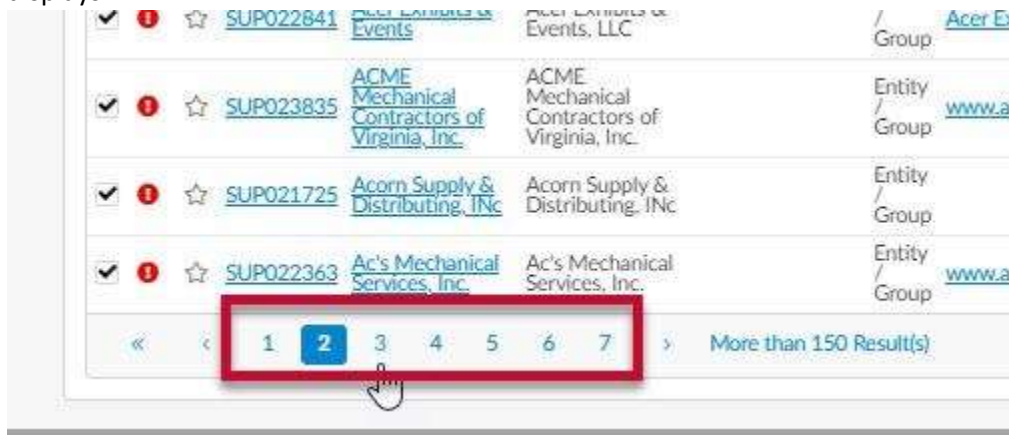 SUP022841
Acer Exhibits &
Events
Acer Exhibits &
Events, LLC
/
Group
Acer Ex
SUP023835
ACME
Mechanical
Contractors of
Virginia, Inc.
ACME
Mechanical
Contractors of
Virginia, Inc.
Entity
/
Group
www.a
SUP021725
Acorn Supply &
Distributing, INc
Acorn Supply &
Distributing, INc
Entity
/
Group
SUP022363
Ac's Mechanical
Services, Inc.
Ac's Mechanical
Services, Inc.
Entity
/
Group
www.a
« ‹ 1 2 3 4 5 6 7 › More than 150 Result(s)